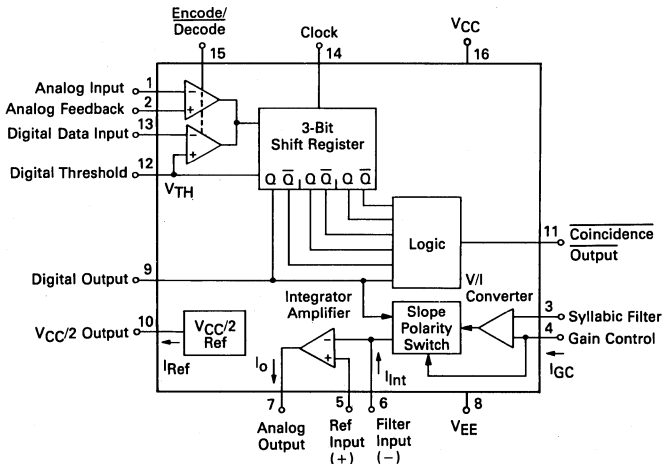 Encode/
Decode
15
Clock
14
VCC
16
Analog Input 1
Analog Feedback 2
Digital Data Input 13
Digital Threshold 12
VTH
3-Bit
Shift Register
Q Q Q Q Q Q
Logic
11 Coincidence
Output
Digital Output 9
Integrator
Amplifier
V/I
Converter
Slope
Polarity
Switch
3 Syllabic Filter
4 Gain Control
VCC/2 Output 10
VCC/2
Ref
IRef
IO
IInt
IGC
7
5
6
8
Analog
Output
Ref
Input
(+)
Filter
Input
(−)
VEE
− + − + − +